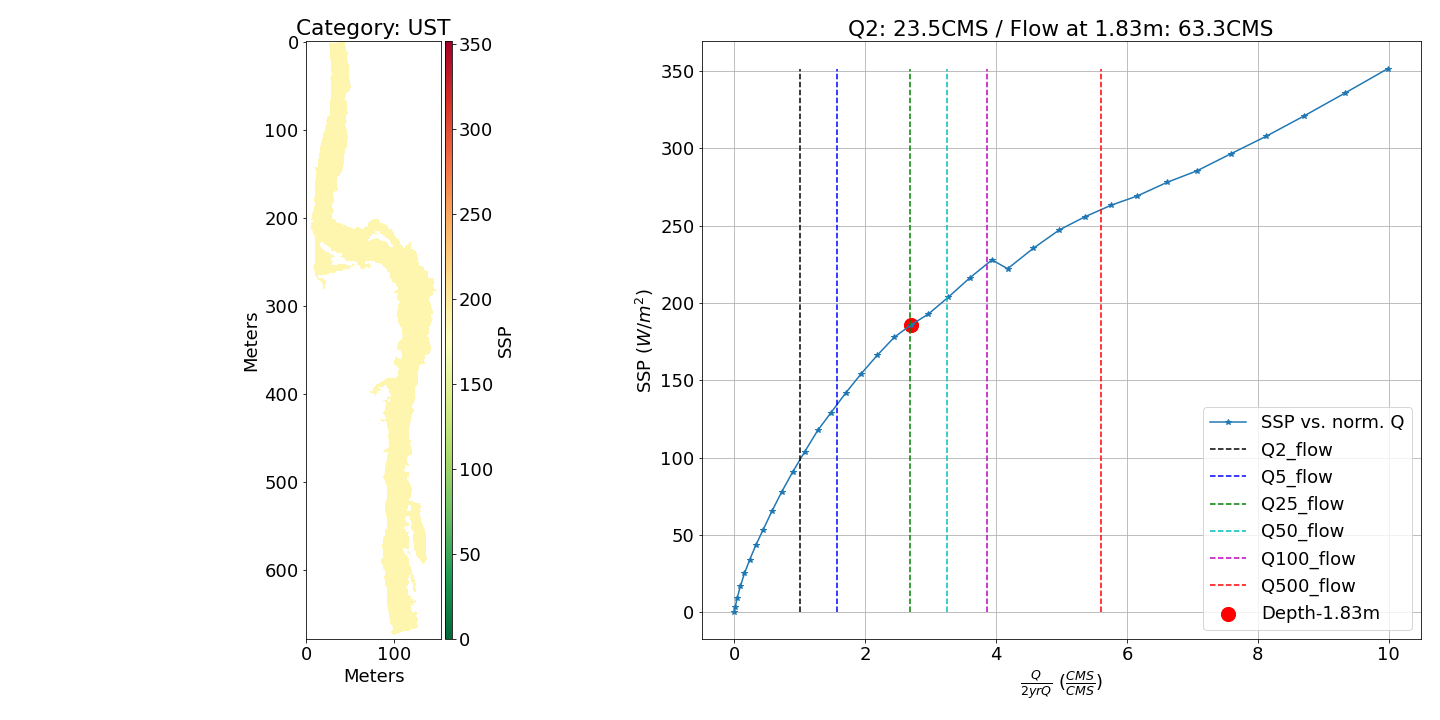 Category: UST
0
100
200
300
400
500
600
Meters
0 100
Meters
350
300
250
200
150
100
50
0
SSP
Q2: 23.5CMS / Flow at 1.83m: 63.3CMS
350
300
250
200
150
100
50
0
SSP (W/m²)
0 2 4 6 8 10
Q/2yrQ (CMS/CMS)
SSP vs. norm. Q
Q2_flow
Q5_flow
Q25_flow
Q50_flow
Q100_flow
Q500_flow
Depth-1.83m